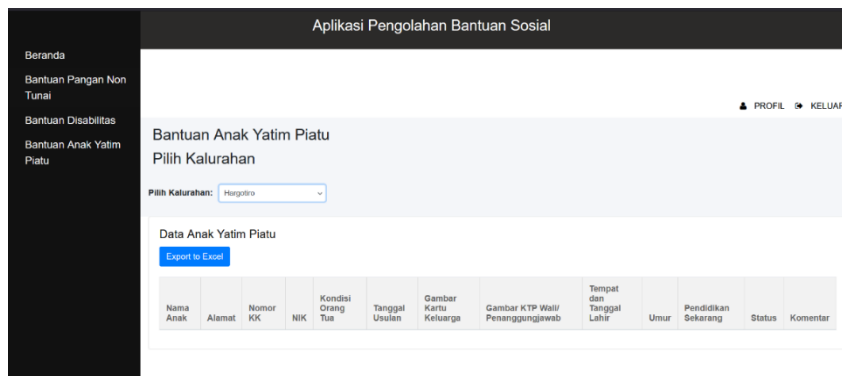 Aplikasi Pengolahan Bantuan Sosial
Beranda
Bantuan Pangan Non
Tunai
Bantuan Disabilitas
Bantuan Anak Yatim
Piatu
PROFIL KELUAR
Bantuan Anak Yatim Piatu
Pilih Kalurahan
Pilih Kalurahan: Hargotiro
Data Anak Yatim Piatu
Export to Excel
Nama Anak Alamat Nomor KK NIK Kondisi Orang Tua Tanggal Usulan Gambar Kartu Keluarga Gambar KTP Wali/ Penanggungjawab Tempat dan Tanggal Lahir Umur Pendidikan Sekarang Status Komentar